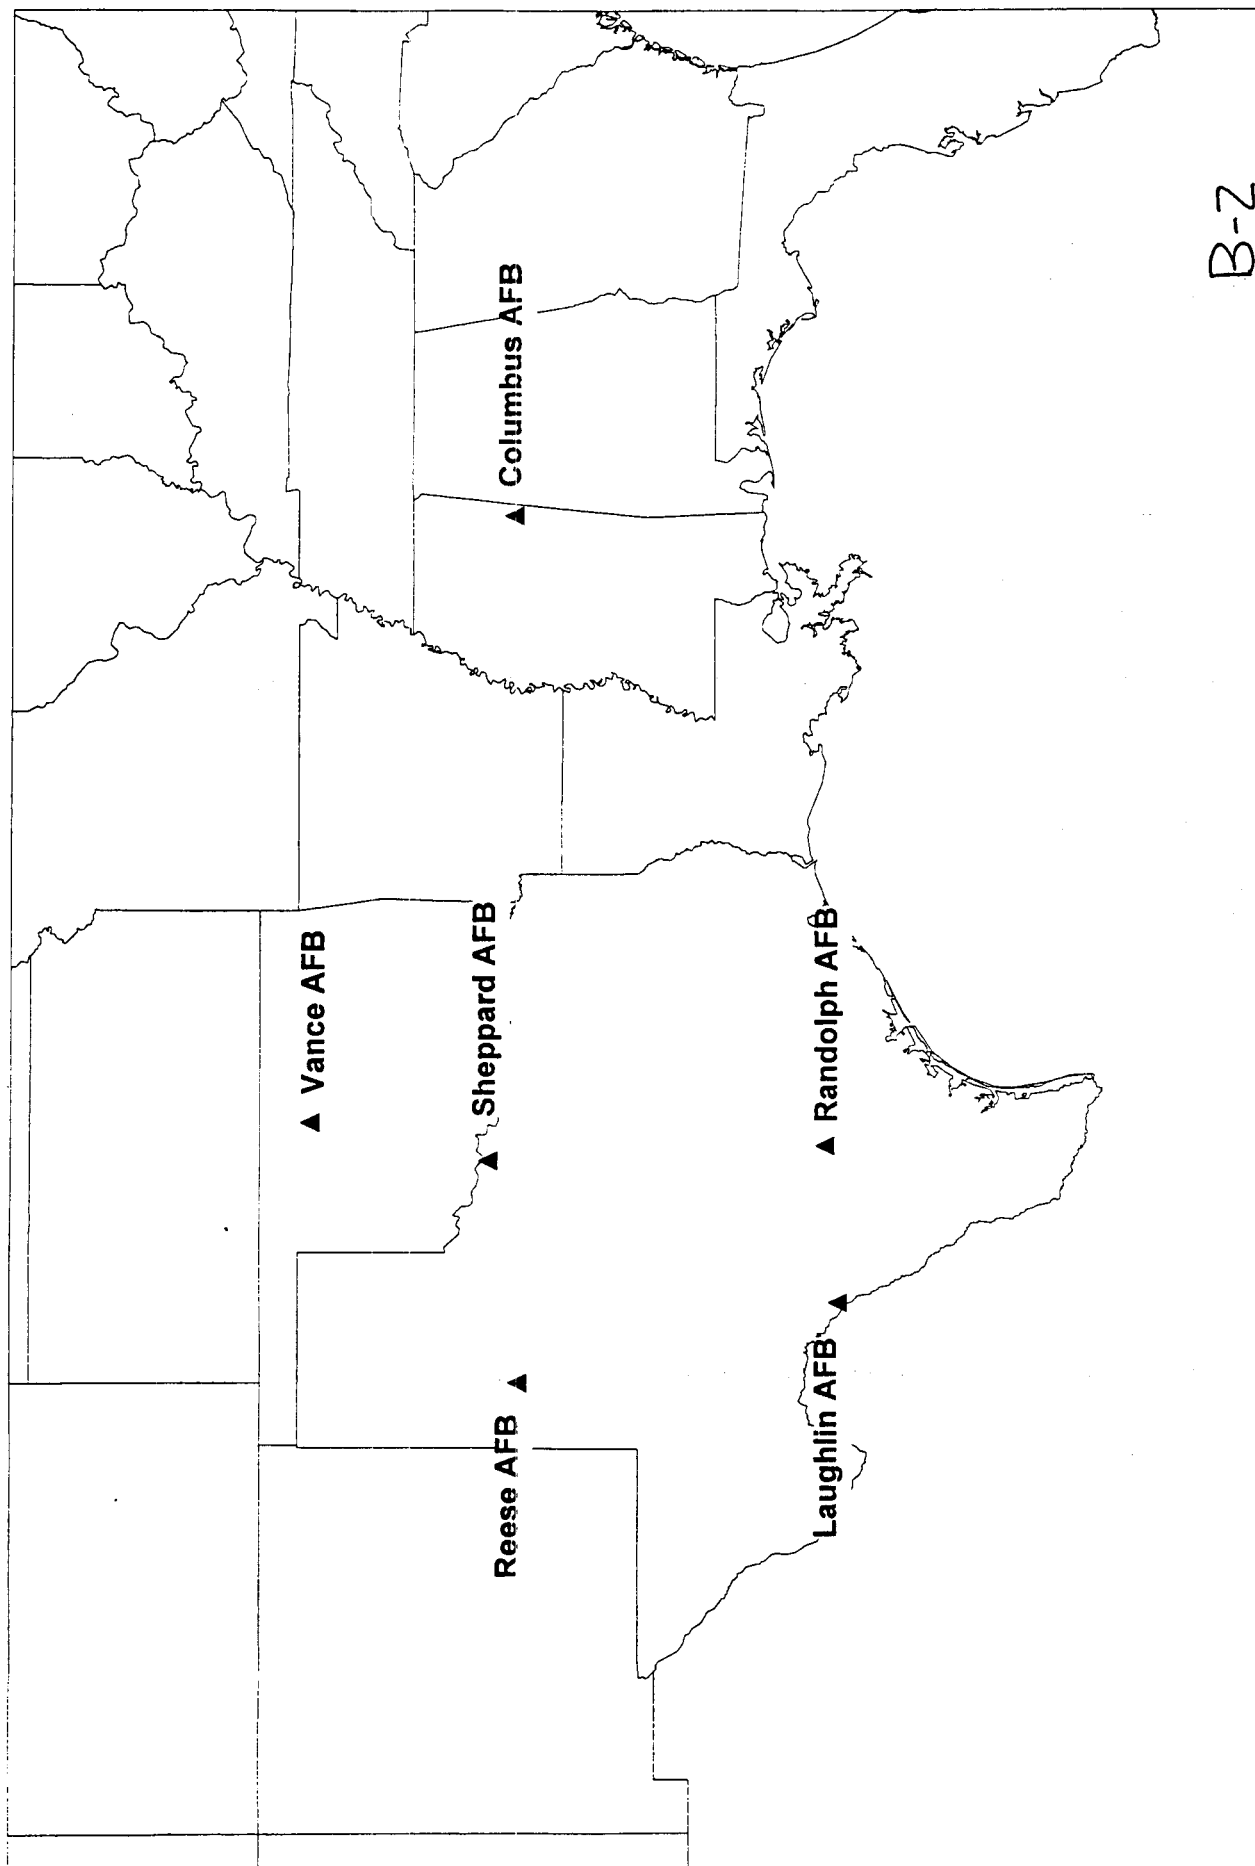 Vance AFB
Sheppard AFB
Reese AFB
Columbus AFB
Randolph AFB
Laughlin AFB
B-2